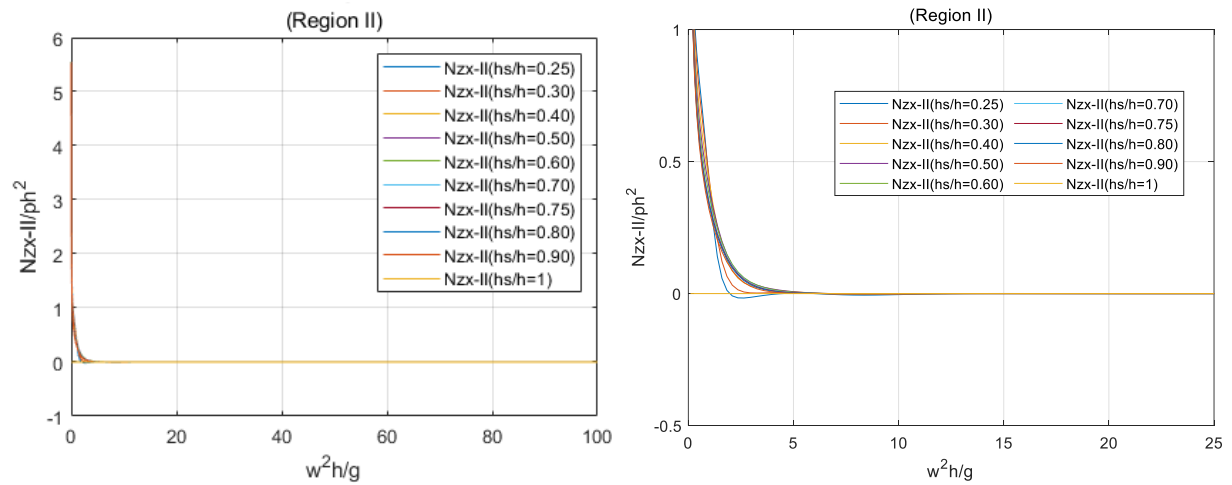 (Region II)
6
5
4
3
2
1
0
-1
Nzx-II/ph^2
Nzx-II(hs/h=0.25)
Nzx-II(hs/h=0.30)
Nzx-II(hs/h=0.40)
Nzx-II(hs/h=0.50)
Nzx-II(hs/h=0.60)
Nzx-II(hs/h=0.70)
Nzx-II(hs/h=0.75)
Nzx-II(hs/h=0.80)
Nzx-II(hs/h=0.90)
Nzx-II(hs/h=1)
0 20 40 60 80 100
w^2h/g
(Region II)
1
0.5
0
-0.5
Nzx-II/ph^2
Nzx-II(hs/h=0.25) Nzx-II(hs/h=0.70)
Nzx-II(hs/h=0.30) Nzx-II(hs/h=0.75)
Nzx-II(hs/h=0.40) Nzx-II(hs/h=0.80)
Nzx-II(hs/h=0.50) Nzx-II(hs/h=0.90)
Nzx-II(hs/h=0.60) Nzx-II(hs/h=1)
0 5 10 15 20 25
w^2h/g